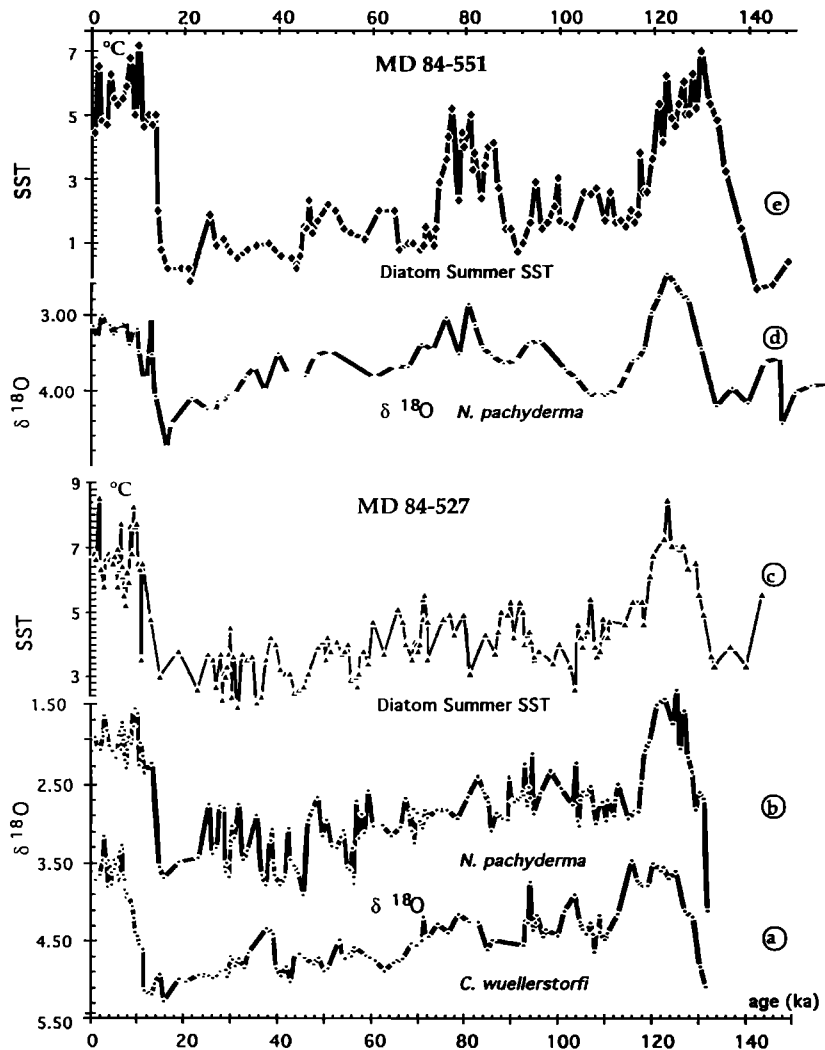 0 20 40 60 80 100 120 140
°C
MD 84-551
7
5
3
1
SST
e
Diatom Summer SST
3.00
4.00
δ 18O
d
δ 18O N. pachyderma
9
°C
MD 84-527
7
5
3
SST
c
Diatom Summer SST
1.50
2.50
3.50
4.50
5.50
δ 18O
b
N. pachyderma
δ 18O
a
C. wuellerstorfi
age (ka)
0 20 40 60 80 100 120 140